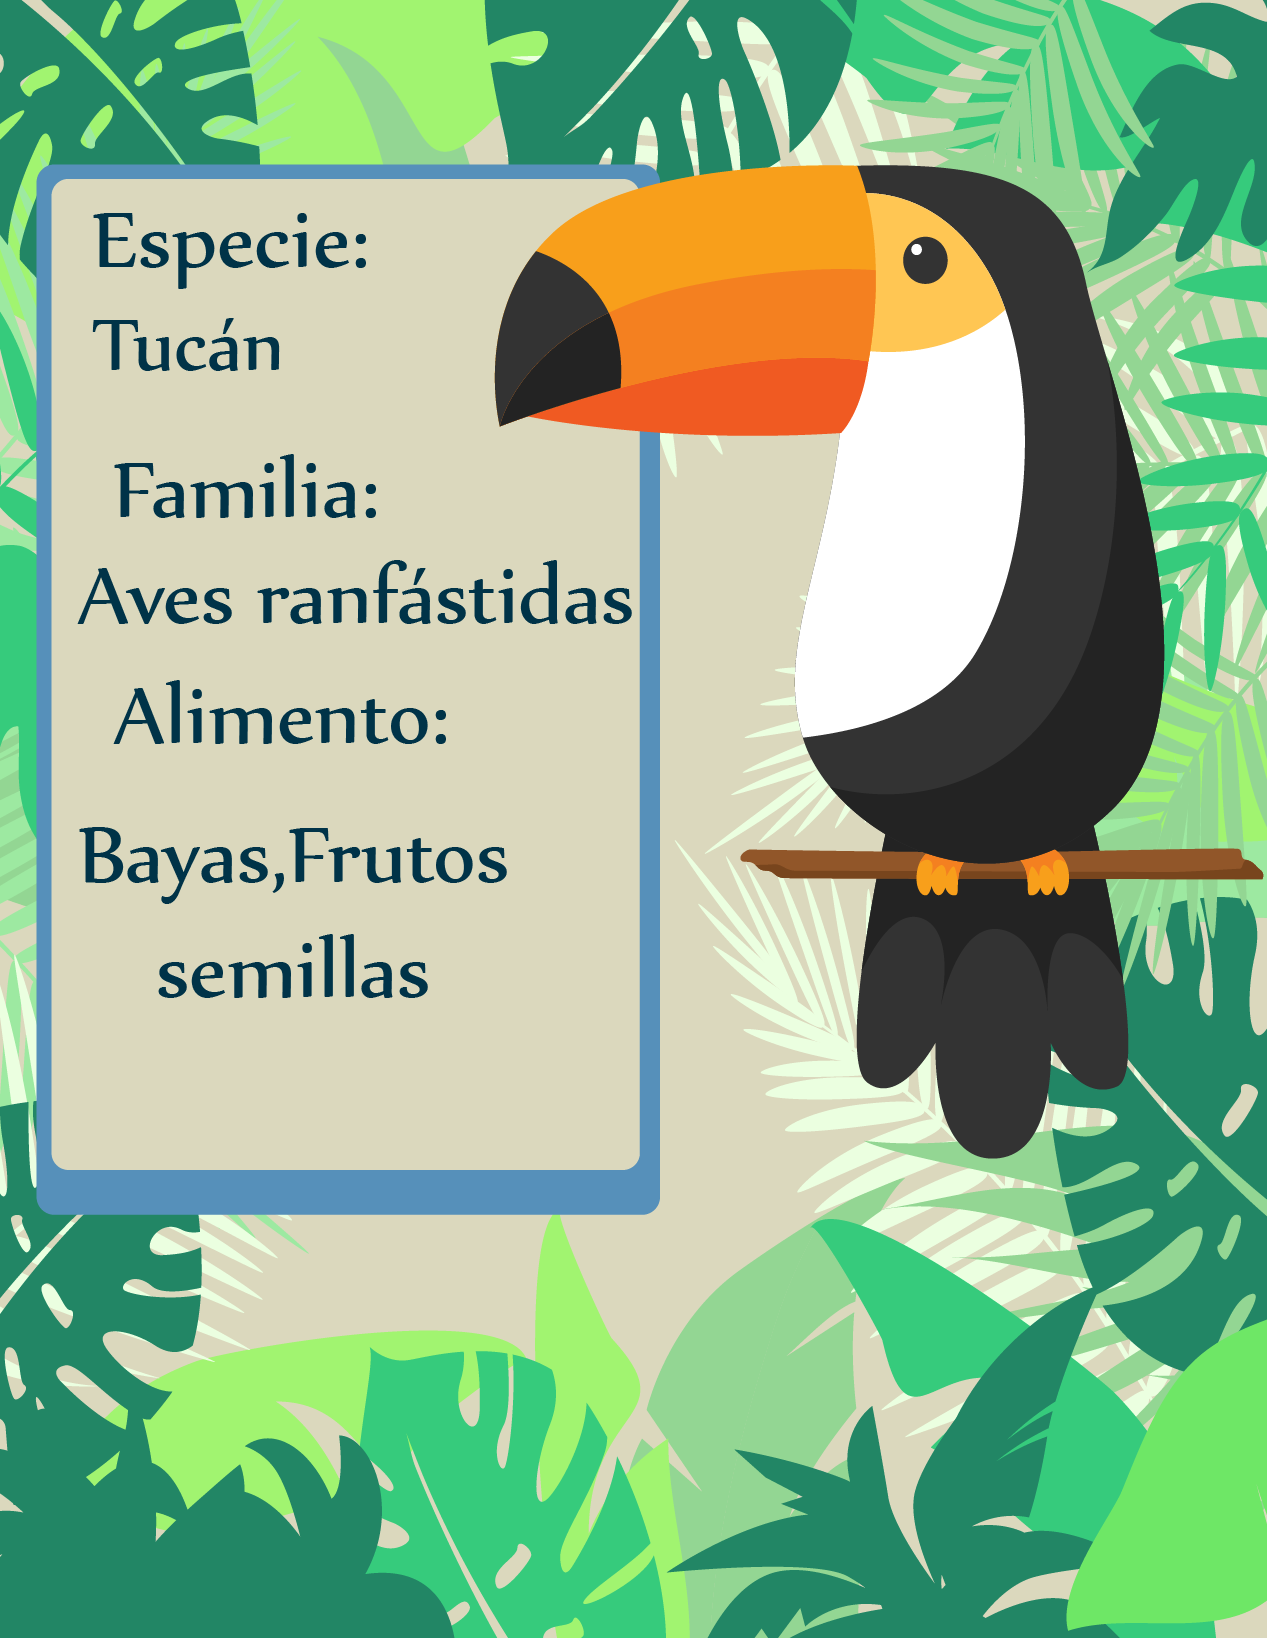 Especie:
Tucán
Familia:
Aves ranfástidas
Alimento:
Bayas,Frutos
semillas